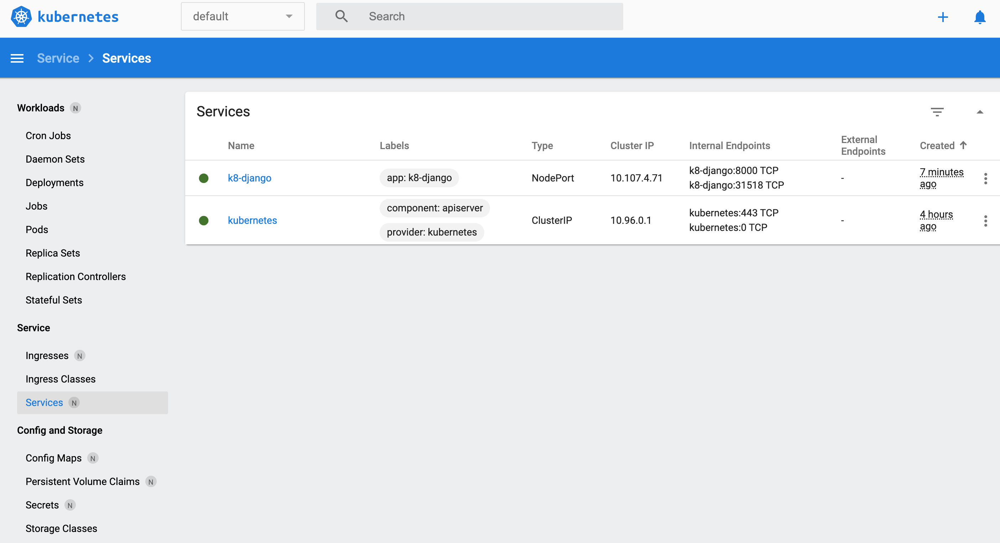 kubernetes
default
Search
Service
Services
Workloads N
Cron Jobs
Daemon Sets
Deployments
Jobs
Pods
Replica Sets
Replication Controllers
Stateful Sets
Service
Ingresses N
Ingress Classes
Services N
Config and Storage
Config Maps N
Persistent Volume Claims N
Secrets N
Storage Classes
Services
Name Labels Type Cluster IP Internal Endpoints External Endpoints Created
k8-django app: k8-django NodePort 10.107.4.71 k8-django:8000 TCP - 7 minutes ago
k8-django:31518 TCP
kubernetes component: apiserver ClusterIP 10.96.0.1 kubernetes:443 TCP - 4 hours ago
provider: kubernetes kubernetes:0 TCP